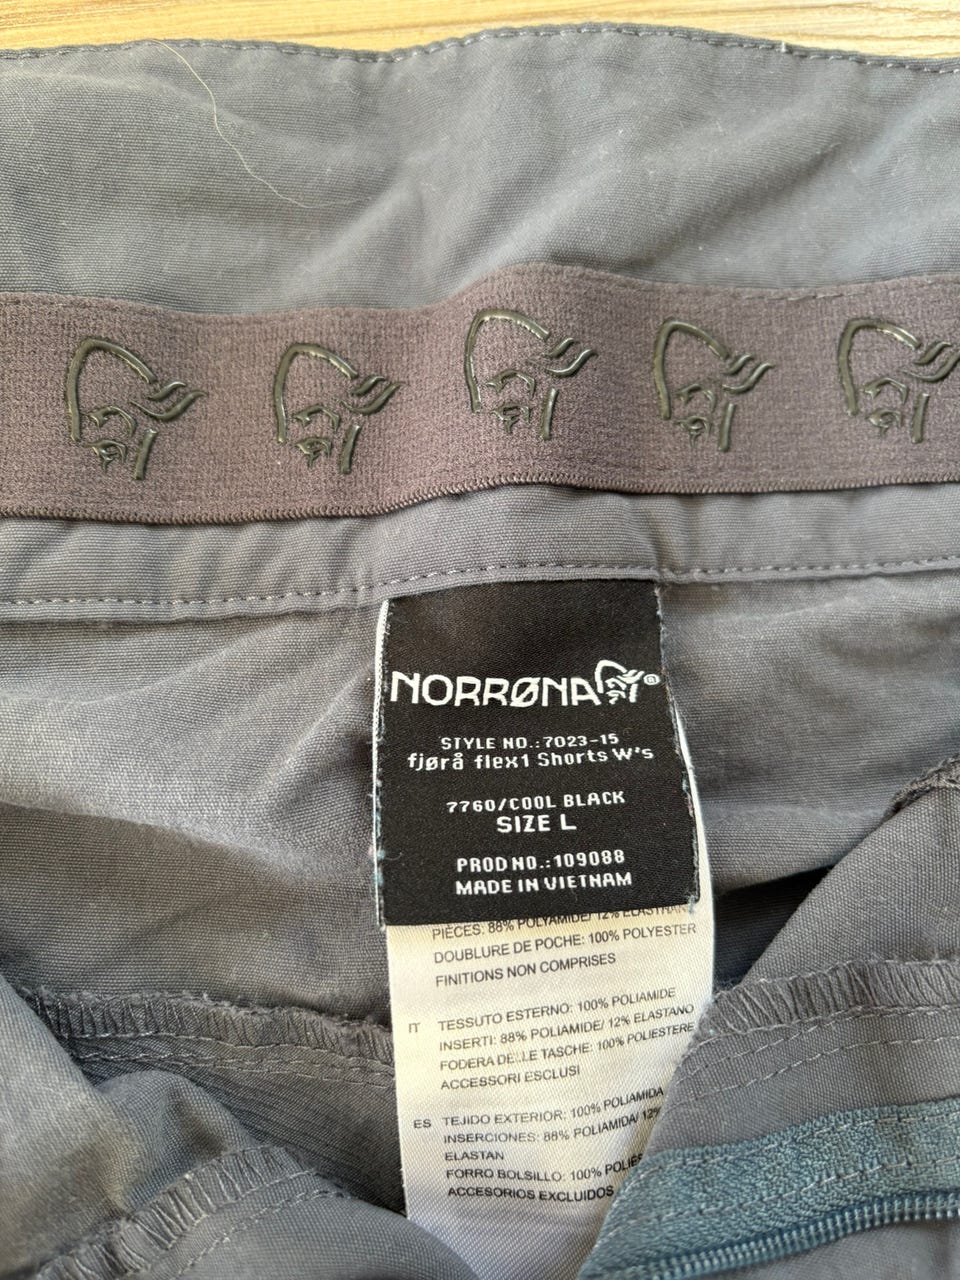 NORRØNA®
STYLE NO.:7023-15
fjørå flex1 Shorts W's
7760/COOL BLACK
SIZE L
PROD NO.:109088
MADE IN VIETNAM
PIÈCES: 88% POLYAMIDE/ 12% ÉLASTHAN
DOUBLURE DE POCHE: 100% POLYESTER
FINITIONS NON COMPRISES
IT TESSUTO ESTERNO: 100% POLIAMIDE
INSERTI: 88% POLIAMIDE/ 12% ELASTANO
FODERA DELLE TASCHE: 100% POLIESTERE
ACCESSORI ESCLUSI
ES TEJIDO EXTERIOR: 100% POLIAMIDA
INSERCIONES: 88% POLIAMIDA/ 12%
ELASTAN
FORRO BOLSILLO: 100% POLIÉS
ACCESORIOS EXCLUIDOS